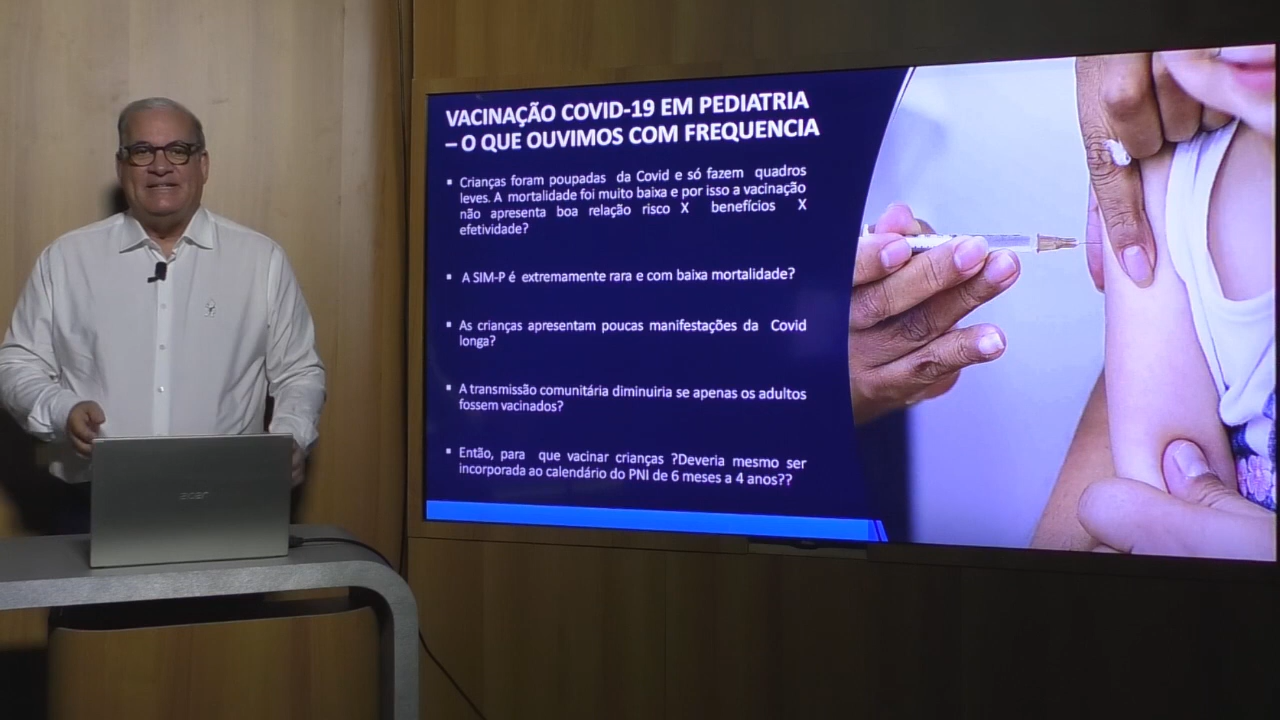 VACINAÇÃO COVID-19 EM PEDIATRIA
– O QUE OUVIMOS COM FREQUENCIA
▪ Crianças foram poupadas da Covid e só fazem quadros
leves. A mortalidade foi muito baixa e por isso a vacinação
não apresenta boa relação risco X benefícios X
efetividade?
▪ A SIM-P é extremamente rara e com baixa mortalidade?
▪ As crianças apresentam poucas manifestações da Covid
longa?
▪ A transmissão comunitária diminuiria se apenas os adultos
fossem vacinados?
▪ Então, para que vacinar crianças ?Deveria mesmo ser
incorporada ao calendário do PNI de 6 meses a 4 anos??
acer